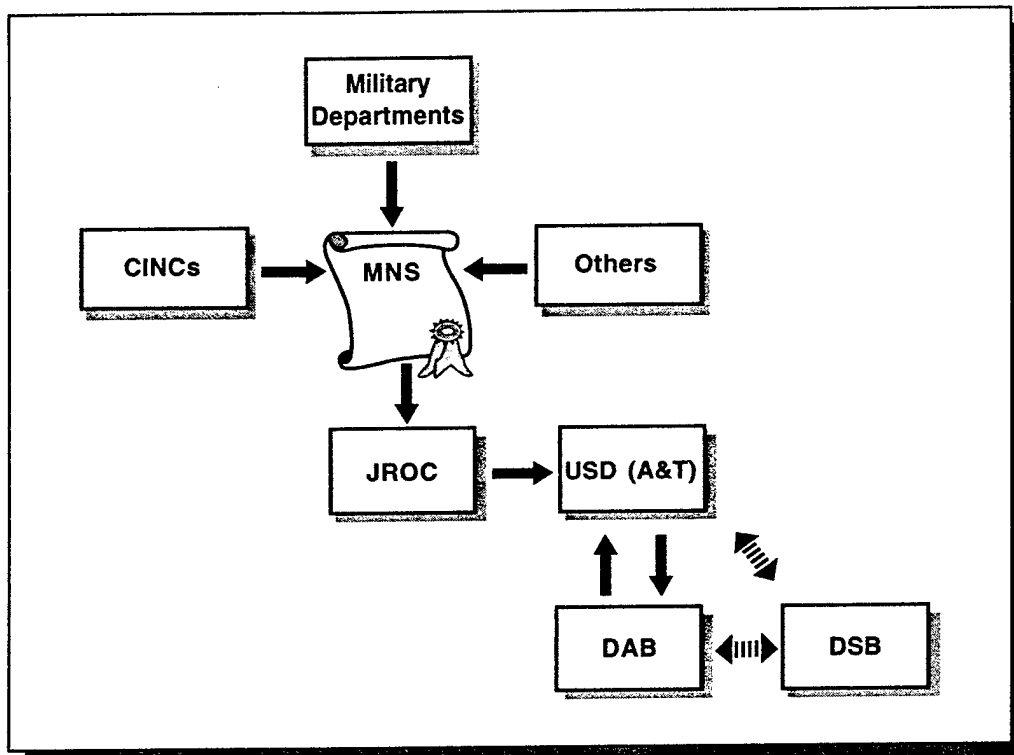 Military
Departments
CINCs
MNS
Others
JROC
USD (A&T)
DAB
DSB